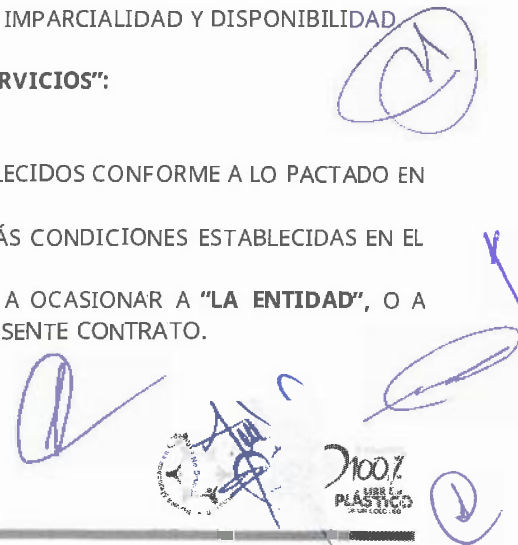 IMPARCIALIDAD Y DISPONIBILIDAD
RVICIOS”:
LECIDOS CONFORME A LO PACTADO EN
ÁS CONDICIONES ESTABLECIDAS EN EL
A OCASIONAR A “LA ENTIDAD”, O A
SENTE CONTRATO.
100%
PLÁSTICO